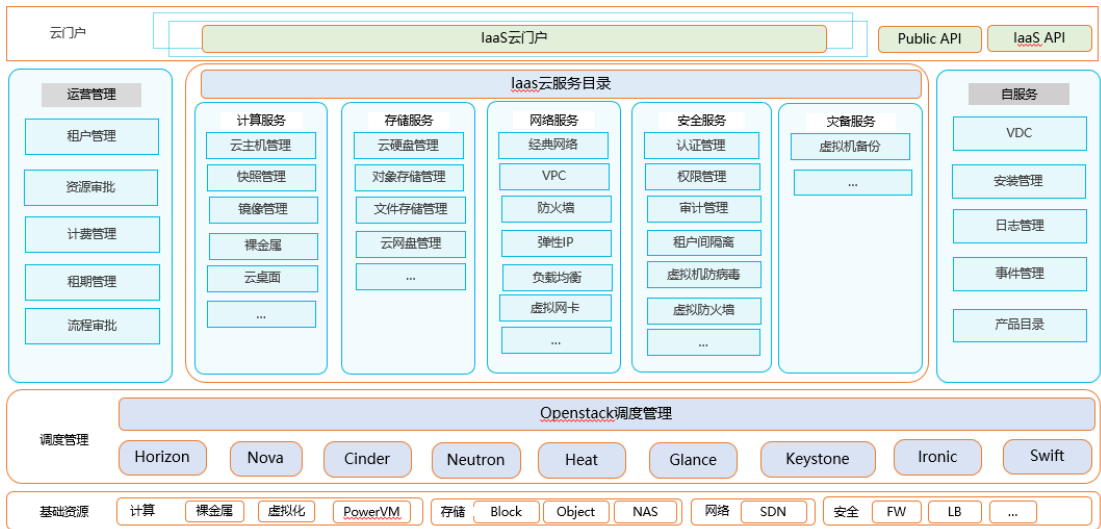 云门户
IaaS云门户
Public API
IaaS API
运营管理
租户管理
资源审批
计费管理
租期管理
流程审批
Iaas云服务目录
计算服务
云主机管理
快照管理
镜像管理
裸金属
云桌面
...
存储服务
云硬盘管理
对象存储管理
文件存储管理
云网盘管理
...
网络服务
经典网络
VPC
防火墙
弹性IP
负载均衡
虚拟网卡
...
安全服务
认证管理
权限管理
审计管理
租户间隔离
虚拟机防病毒
虚拟防火墙
...
灾备服务
虚拟机备份
...
自服务
VDC
安装管理
日志管理
事件管理
产品目录
调度管理
Openstack调度管理
Horizon
Nova
Cinder
Neutron
Heat
Glance
Keystone
Ironic
Swift
基础资源
计算
裸金属
虚拟化
PowerVM
存储
Block
Object
NAS
网络
SDN
安全
FW
LB
...